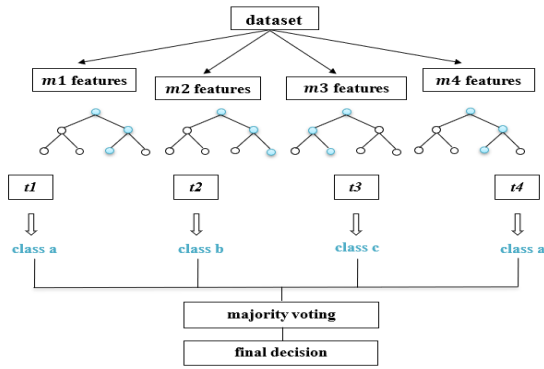 dataset
m1 features
m2 features
m3 features
m4 features
t1
t2
t3
t4
class a
class b
class c
class a
majority voting
final decision